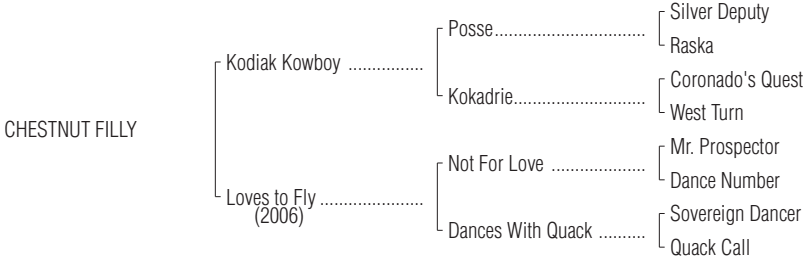 Silver Deputy
Posse................................
Raska
Kodiak Kowboy ................
Coronado's Quest
Kokadrie............................
West Turn
CHESTNUT FILLY
Mr. Prospector
Not For Love ....................
Dance Number
Loves to Fly......................
(2006)
Sovereign Dancer
Dances With Quack ..........
Quack Call